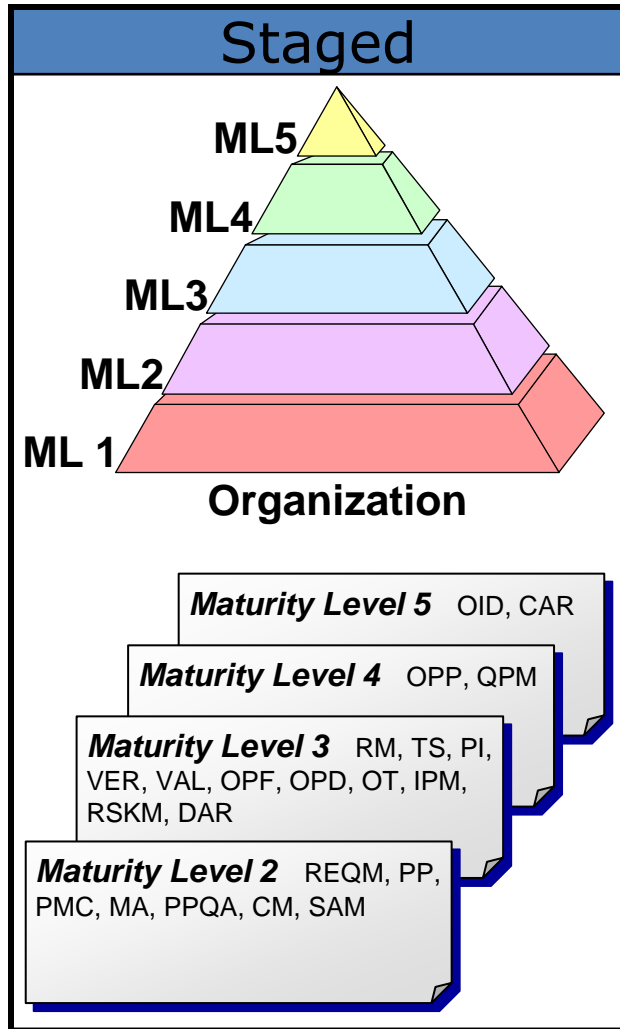 Staged
ML5
ML4
ML3
ML2
ML 1
Organization
Maturity Level 5 OID, CAR
Maturity Level 4 OPP, QPM
Maturity Level 3 RM, TS, PI,
VER, VAL, OPF, OPD, OT, IPM,
RSKM, DAR
Maturity Level 2 REQM, PP,
PMC, MA, PPQA, CM, SAM